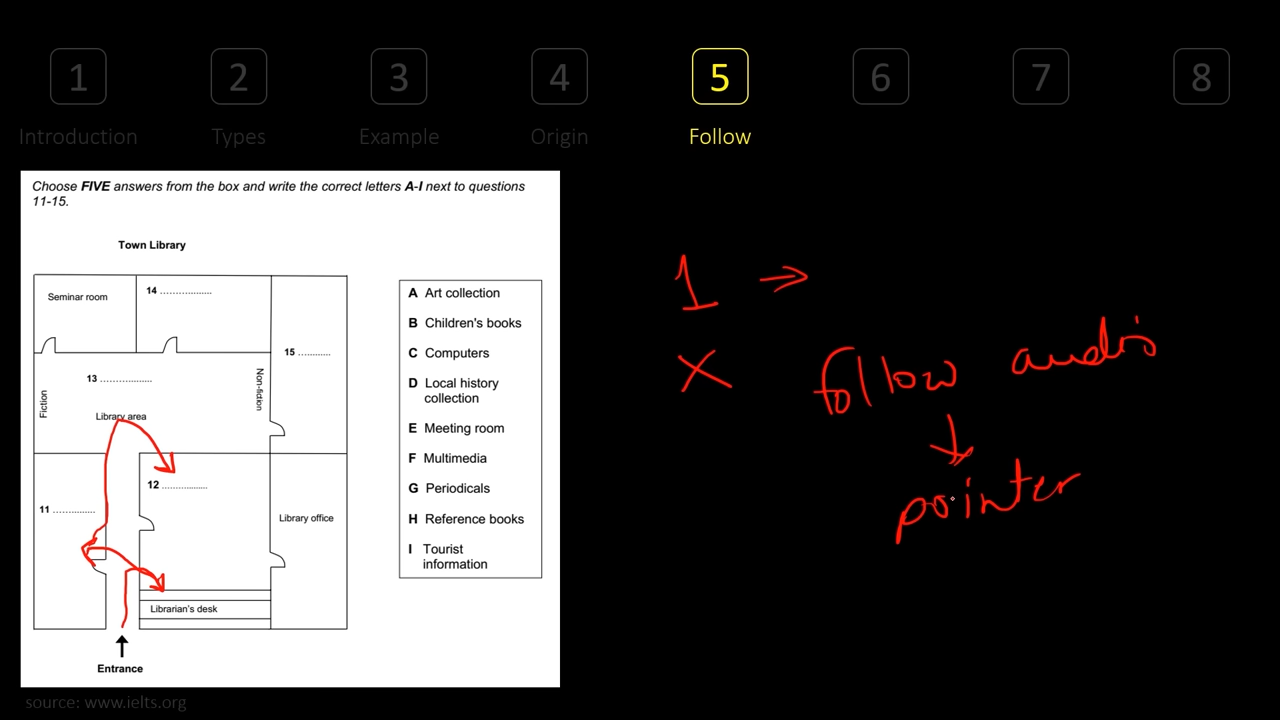 1 2 3 4 5 6 7 8
Introduction Types Example Origin Follow
Choose FIVE answers from the box and write the correct letters A-I next to questions
11-15.
Town Library
Seminar room
14 ....................
15 ............
13 ....................
Fiction
Non-fiction
Library area
12 ....................
11 ................
Library office
Librarian's desk
Entrance
A Art collection
B Children's books
C Computers
D Local history
collection
E Meeting room
F Multimedia
G Periodicals
H Reference books
I Tourist
information
1 →
X
follow audio
↓
pointer
source: www.ielts.org